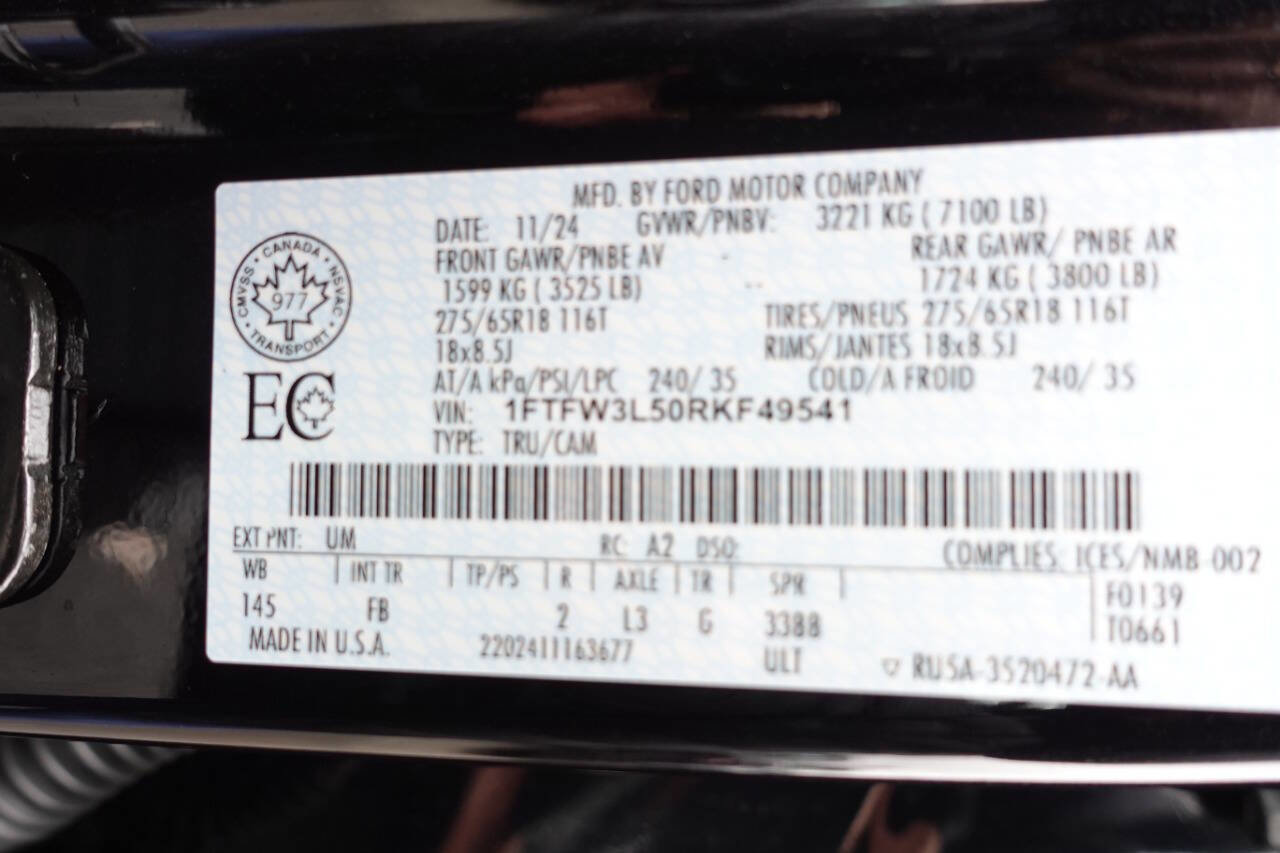 MFD. BY FORD MOTOR COMPANY
DATE: 11/24 GVWR/PNBV: 3221 KG ( 7100 LB)
FRONT GAWR/PNBE AV REAR GAWR/ PNBE AR
1599 KG ( 3525 LB) 1724 KG ( 3800 LB)
275/65R18 116T TIRES/PNEUS 275/65R18 116T
18x8.5J RIMS/JANTES 18x8.5J
AT/A kPa/PSI/LPC 240/ 35 COLD/A FROID 240/ 35
VIN: 1FTFW3L50RKF49541
TYPE: TRU/CAM
CMVSS · CANADA · NSVAC · TRANSPORT ·
977
EC
EXT PNT: UM RC: A2 DSO: COMPLIES: ICES/NMB 002
WB INT TR TP/PS R AXLE TR SPR F0139
145 FB 2 L3 G 3388 T0661
MADE IN U.S.A. 2202411163677 ULT RU5A-3520472-AA